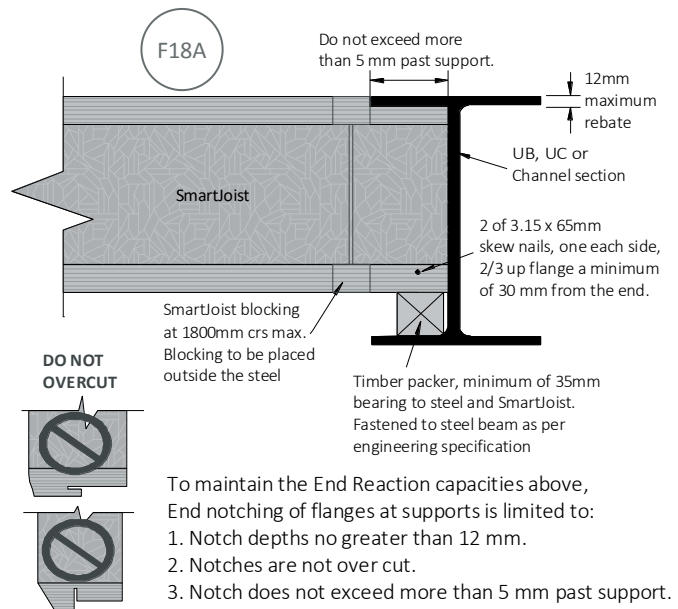 F18A
Do not exceed more
than 5 mm past support.
12mm
maximum
rebate
UB, UC or
Channel section
SmartJoist
2 of 3.15 x 65mm
skew nails, one each side,
2/3 up flange a minimum
of 30 mm from the end.
SmartJoist blocking
at 1800mm crs max.
Blocking to be placed
outside the steel
DO NOT
OVERCUT
Timber packer, minimum of 35mm
bearing to steel and SmartJoist.
Fastened to steel beam as per
engineering specification
To maintain the End Reaction capacities above,
End notching of flanges at supports is limited to:
1. Notch depths no greater than 12 mm.
2. Notches are not over cut.
3. Notch does not exceed more than 5 mm past support.